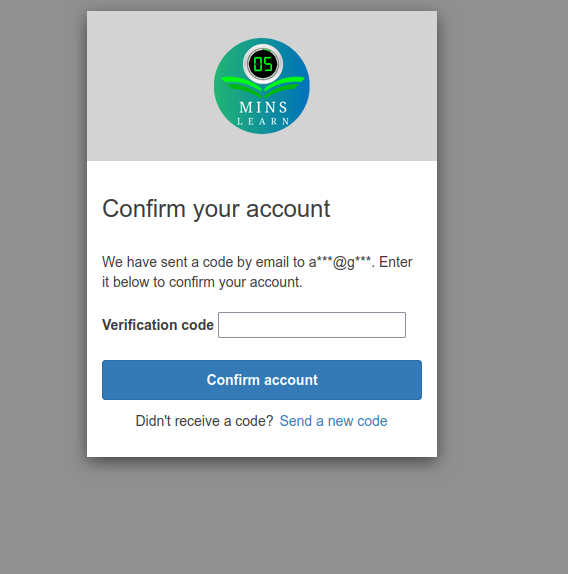 05
MINS
LEARN
Confirm your account
We have sent a code by email to a***@g***. Enter
it below to confirm your account.
Verification code
Confirm account
Didn't receive a code? Send a new code